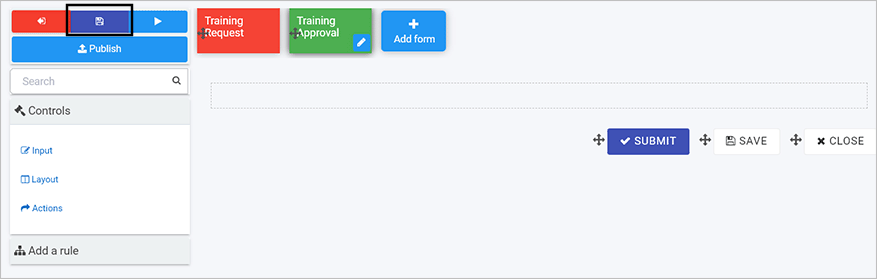 Publish
Search
Controls
Input
Layout
Actions
Add a rule
Training
Request
Training
Approval
Add form
SUBMIT
SAVE
CLOSE